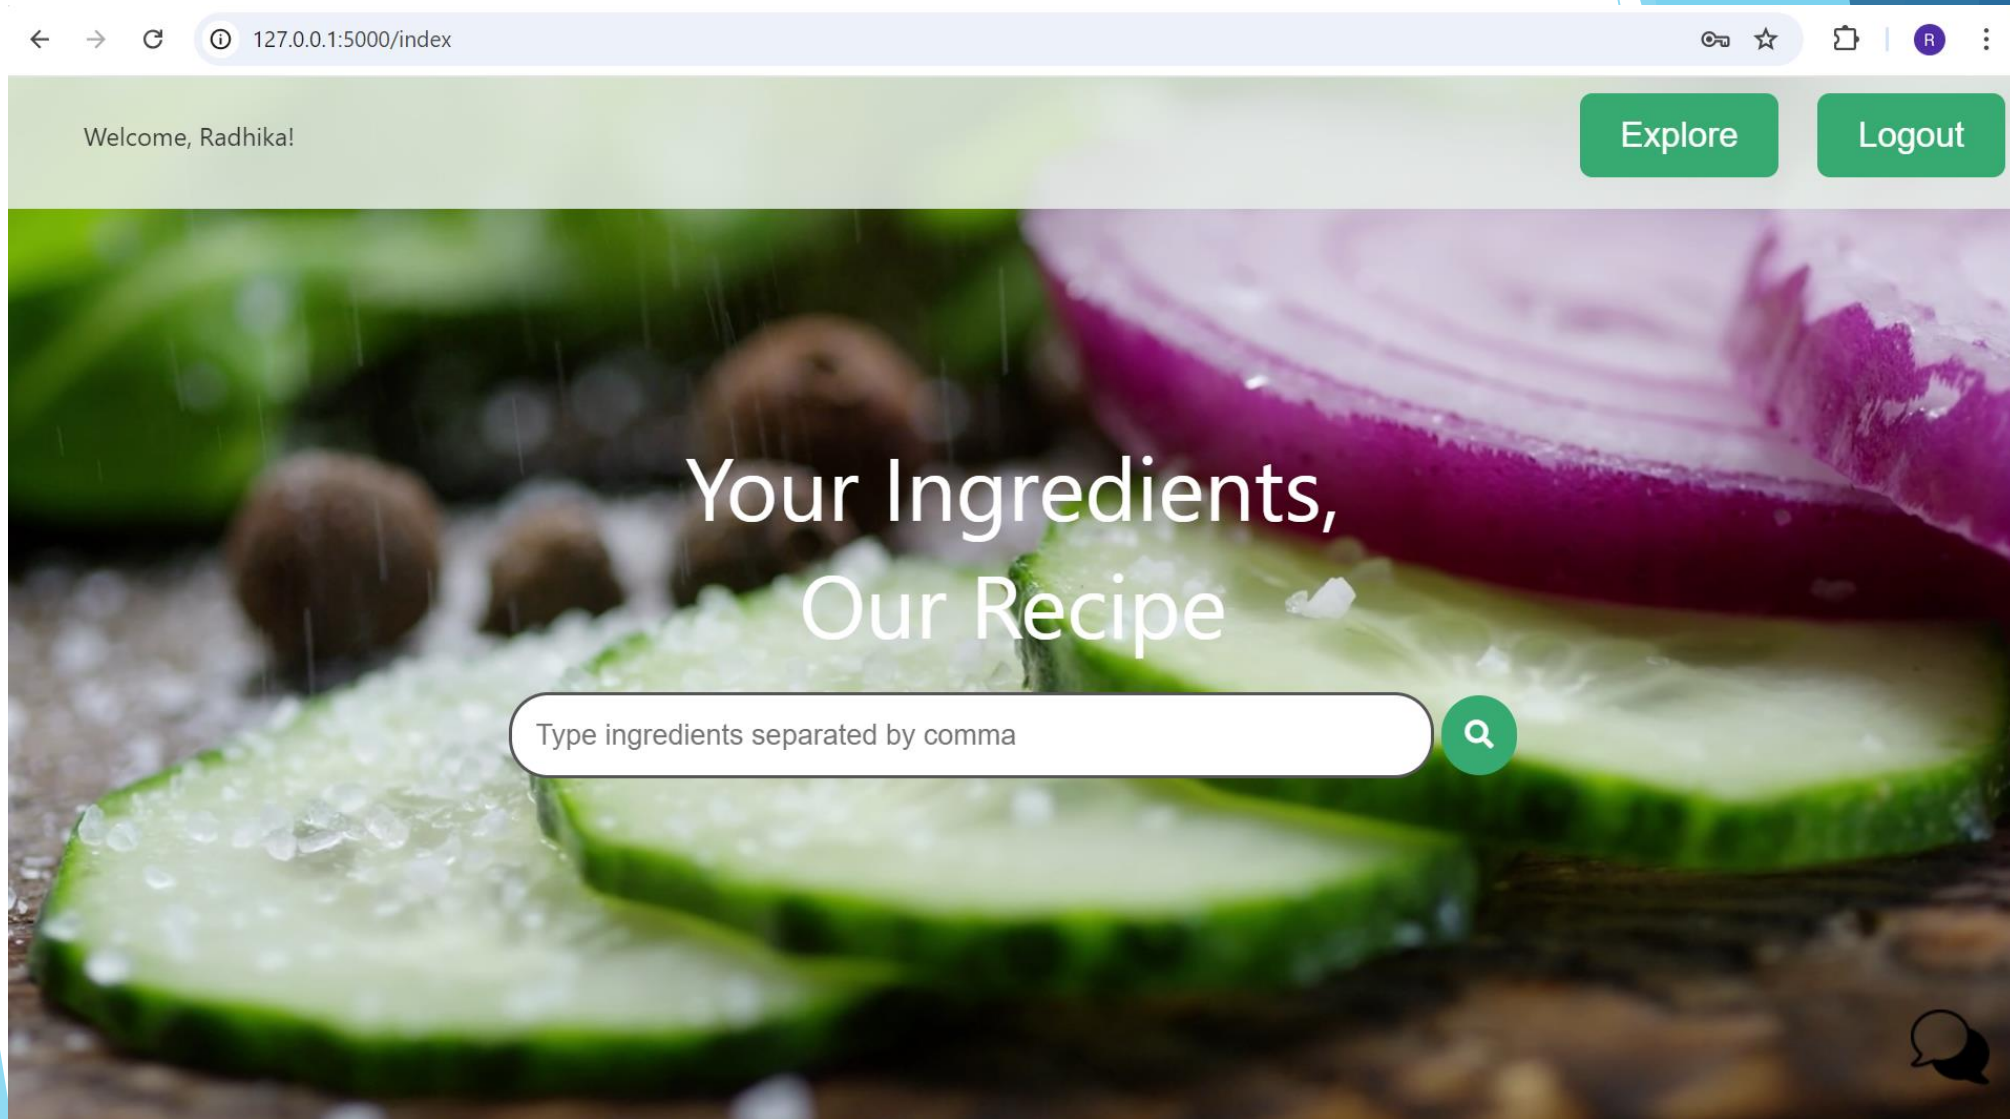 127.0.0.1:5000/index
R
Welcome, Radhika!
Explore
Logout
Your Ingredients,
Our Recipe
Type ingredients separated by comma